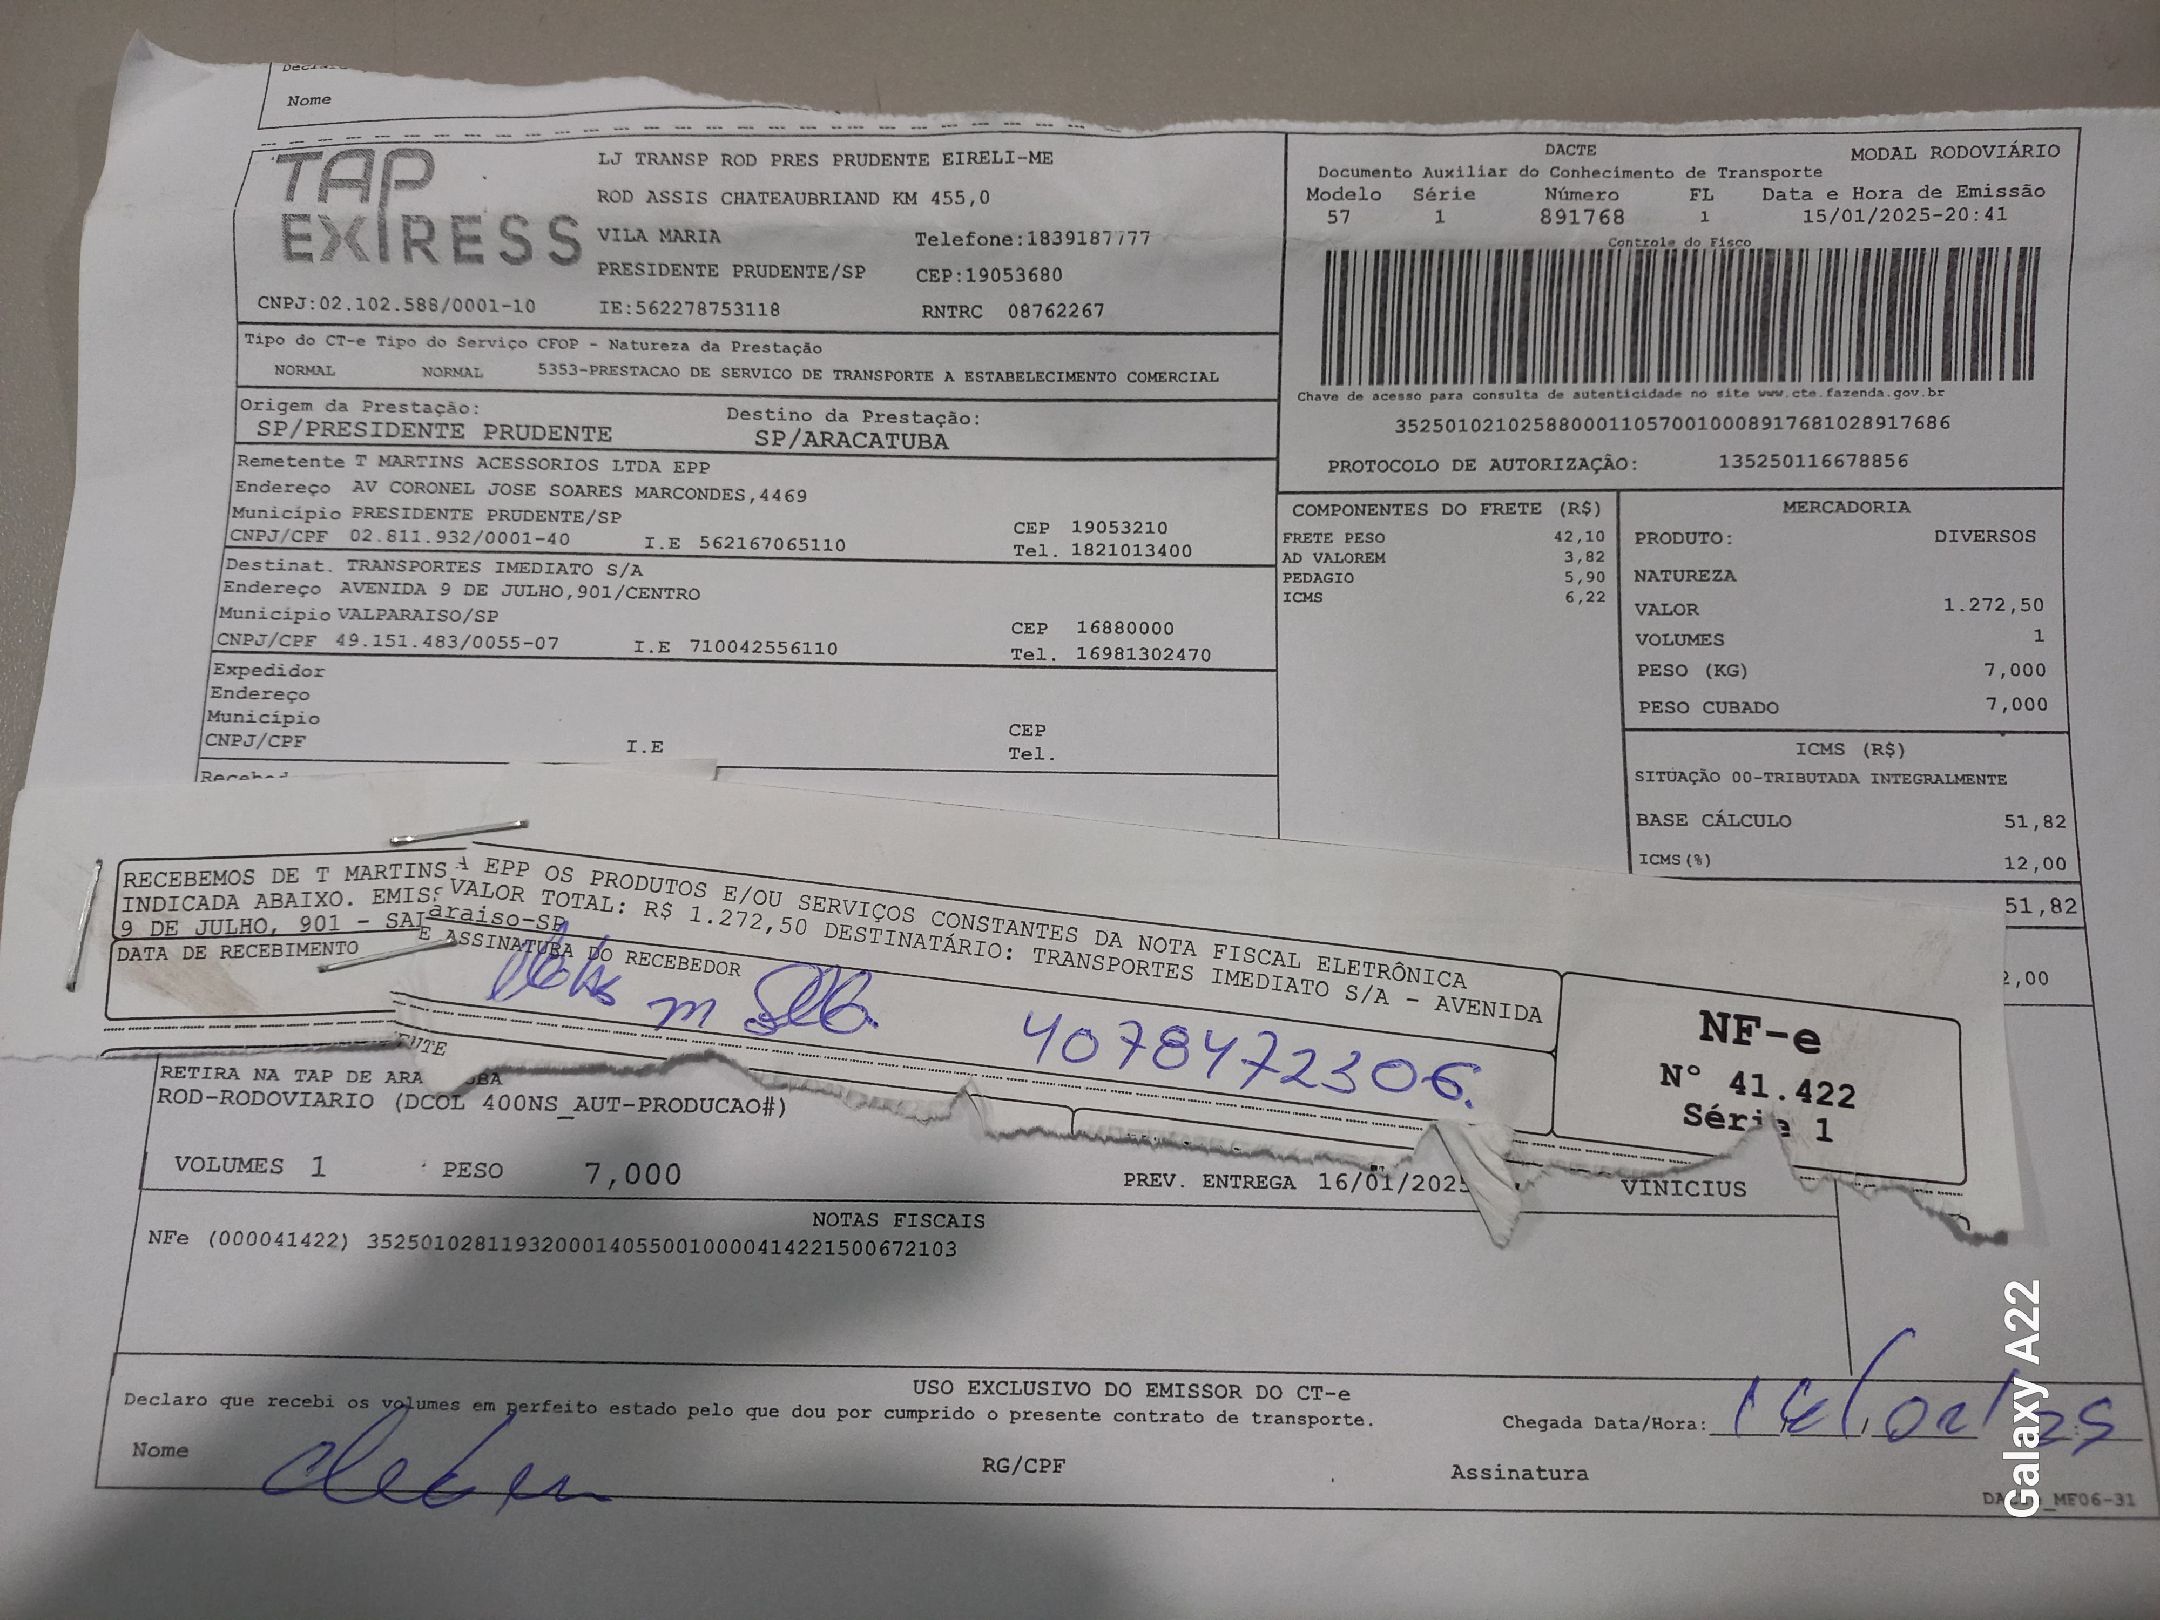 Nome
TAP
EXPRESS
LJ TRANSP ROD PRES PRUDENTE EIRELI-ME
ROD ASSIS CHATEAUBRIAND KM 455,0
VILA MARIA Telefone:1839187777
PRESIDENTE PRUDENTE/SP CEP:19053680
CNPJ:02.102.588/0001-10 IE:562278753118 RNTRC 08762267
DACTE MODAL RODOVIÁRIO
Documento Auxiliar do Conhecimento de Transporte
Modelo Série Número FL Data e Hora de Emissão
57 1 891768 1 15/01/2025-20:41
Controle do Fisco
Chave de acesso para consulta de autenticidade no site www.cte.fazenda.gov.br
35250102102588000110570010008917681028917686
PROTOCOLO DE AUTORIZAÇÃO: 135250116678856
Tipo do CT-e Tipo do Serviço CFOP - Natureza da Prestação
NORMAL NORMAL 5353-PRESTACAO DE SERVICO DE TRANSPORTE A ESTABELECIMENTO COMERCIAL
Origem da Prestação: Destino da Prestação:
SP/PRESIDENTE PRUDENTE SP/ARACATUBA
Remetente T MARTINS ACESSORIOS LTDA EPP
Endereço AV CORONEL JOSE SOARES MARCONDES,4469
Município PRESIDENTE PRUDENTE/SP CEP 19053210
CNPJ/CPF 02.811.932/0001-40 I.E 562167065110 Tel. 1821013400
Destinat. TRANSPORTES IMEDIATO S/A
Endereço AVENIDA 9 DE JULHO,901/CENTRO
Município VALPARAISO/SP CEP 16880000
CNPJ/CPF 49.151.483/0055-07 I.E 710042556110 Tel. 16981302470
Expedidor
Endereço
Município CEP
CNPJ/CPF I.E Tel.
COMPONENTES DO FRETE (R$)
FRETE PESO 42,10
AD VALOREM 3,82
PEDAGIO 5,90
ICMS 6,22
MERCADORIA
PRODUTO: DIVERSOS
NATUREZA
VALOR 1.272,50
VOLUMES 1
PESO (KG) 7,000
PESO CUBADO 7,000
ICMS (R$)
SITUAÇÃO 00-TRIBUTADA INTEGRALMENTE
BASE CÁLCULO 51,82
ICMS(%) 12,00
51,82
2,00
RECEBEMOS DE T MARTINS A EPP OS PRODUTOS E/OU SERVIÇOS CONSTANTES DA NOTA FISCAL ELETRÔNICA
INDICADA ABAIXO. EMISS VALOR TOTAL: R$ 1.272,50 DESTINATÁRIO: TRANSPORTES IMEDIATO S/A - AVENIDA
9 DE JULHO, 901 - SAL araiso-SP
DATA DE RECEBIMENTO E ASSINATURA DO RECEBEDOR
4078472306.
NF-e
Nº 41.422
Série 1
RETIRA NA TAP DE ARA UBA
ROD-RODOVIARIO (DCOL 400NS_AUT-PRODUCAO#)
VOLUMES 1 PESO 7,000 PREV. ENTREGA 16/01/2025 VINICIUS
NOTAS FISCAIS
NFe (000041422) 35250102811932000140550010000414221500672103
USO EXCLUSIVO DO EMISSOR DO CT-e
Declaro que recebi os volumes em perfeito estado pelo que dou por cumprido o presente contrato de transporte.
Chegada Data/Hora:
Nome RG/CPF Assinatura
MF06-31
Galaxy A22